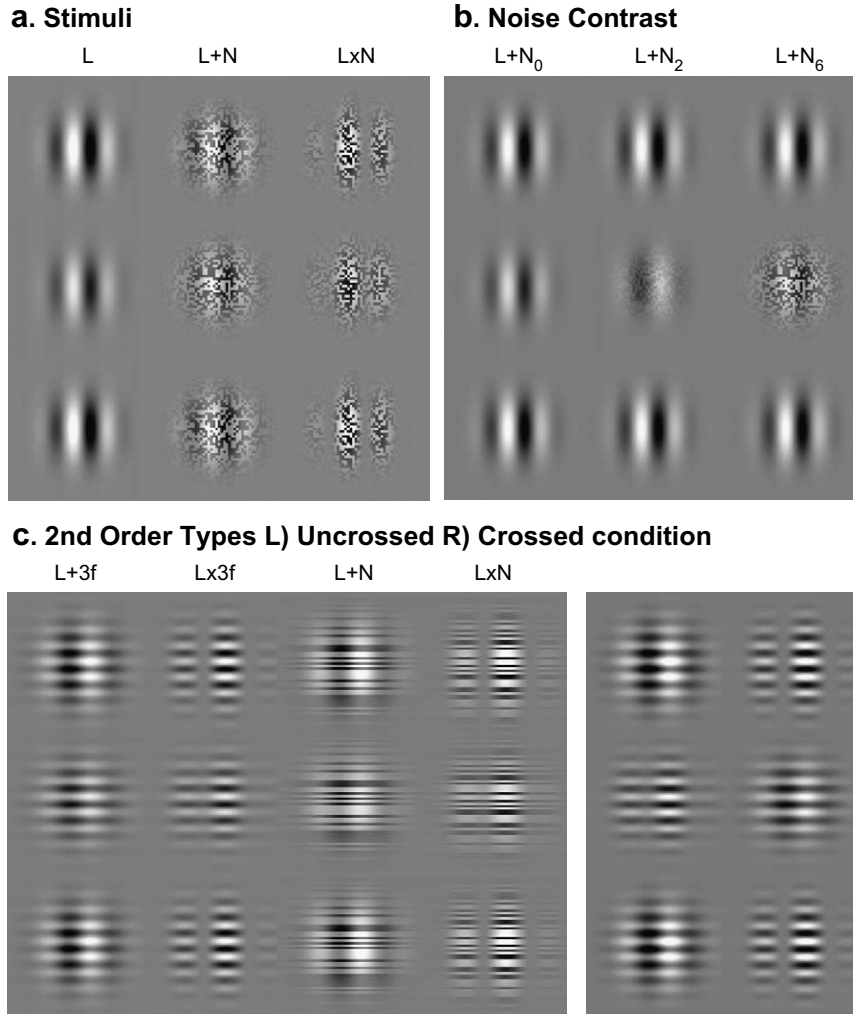 a. Stimuli
L L+N LxN
b. Noise Contrast
L+N0 L+N2 L+N6
c. 2nd Order Types L) Uncrossed R) Crossed condition
L+3f Lx3f L+N LxN